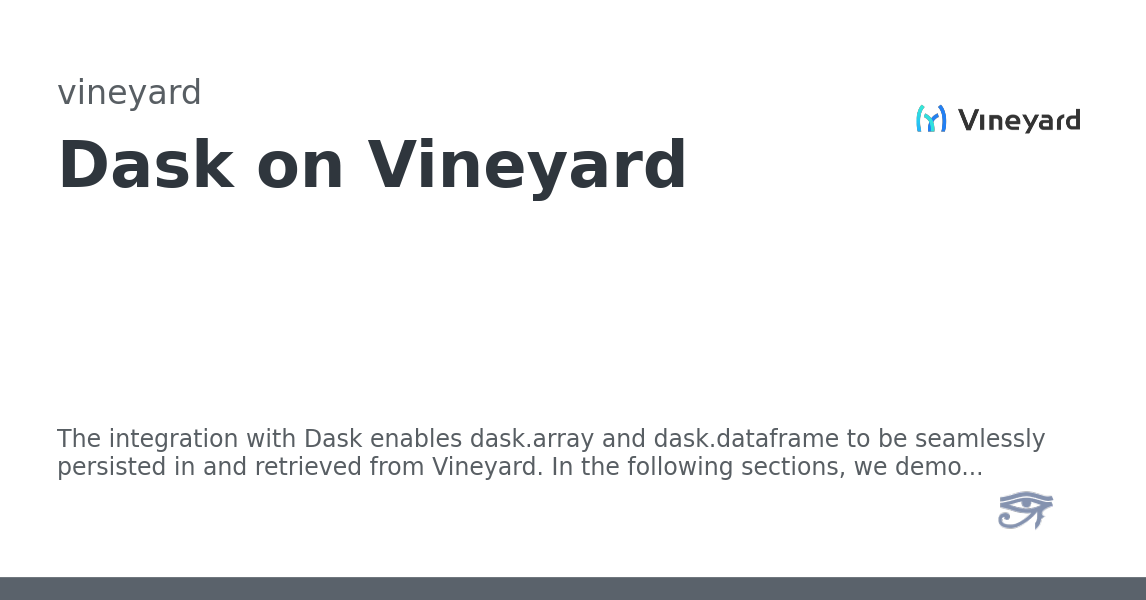 vineyard
Vineyard
Dask on Vineyard
The integration with Dask enables dask.array and dask.dataframe to be seamlessly
persisted in and retrieved from Vineyard. In the following sections, we demo...